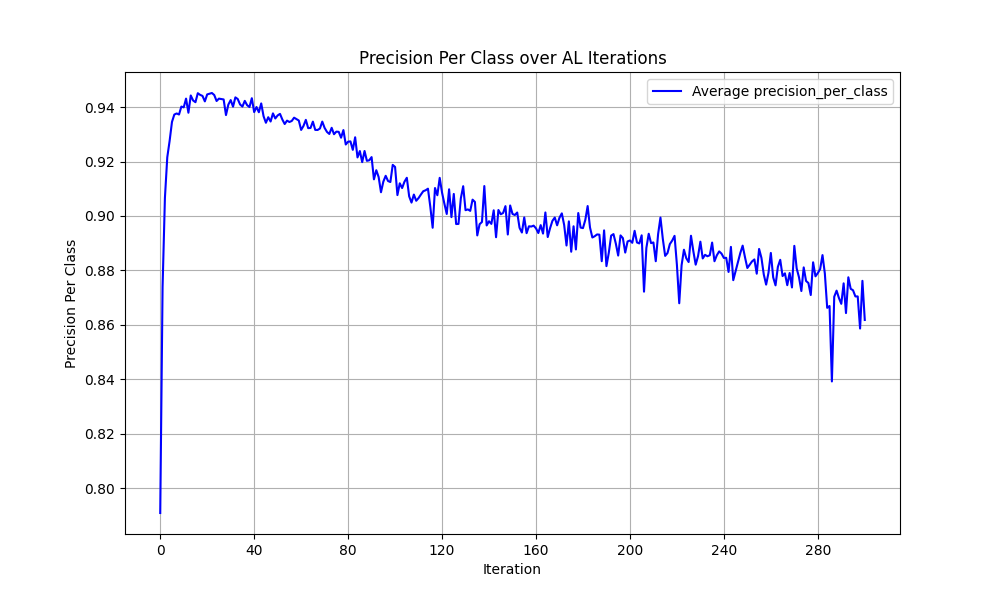 Precision Per Class over AL Iterations
Average precision_per_class
Precision Per Class
0.94
0.92
0.90
0.88
0.86
0.84
0.82
0.80
0 40 80 120 160 200 240 280
Iteration